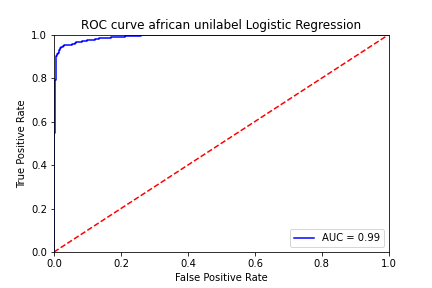 ROC curve african unilabel Logistic Regression
True Positive Rate
1.0
0.8
0.6
0.4
0.2
0.0
AUC = 0.99
0.0 0.2 0.4 0.6 0.8 1.0
False Positive Rate